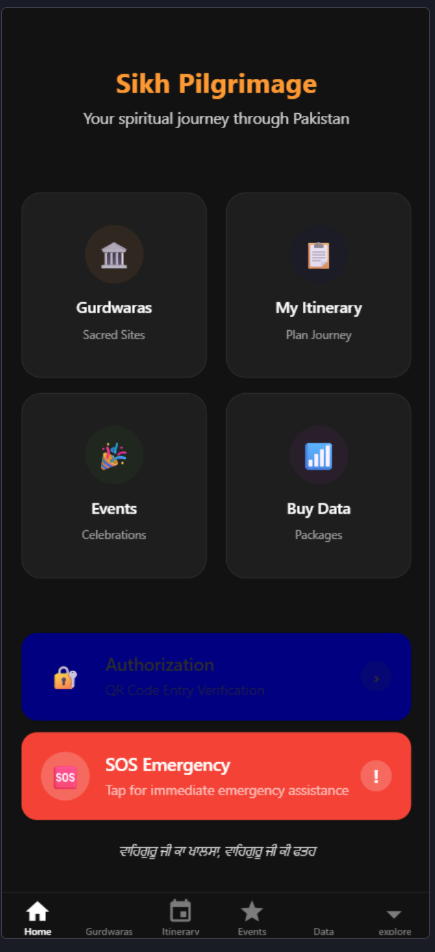 Sikh Pilgrimage
Your spiritual journey through Pakistan
Gurdwaras
Sacred Sites
My Itinerary
Plan Journey
Events
Celebrations
Buy Data
Packages
Authorization
QR Code Entry Verification
›
SOS
SOS Emergency
Tap for immediate emergency assistance
!
ਵਾਹਿਗੁਰੂ ਜੀ ਕਾ ਖਾਲਸਾ, ਵਾਹਿਗੁਰੂ ਜੀ ਕੀ ਫਤਹ
Home
Gurdwaras
Itinerary
Events
Data
explore